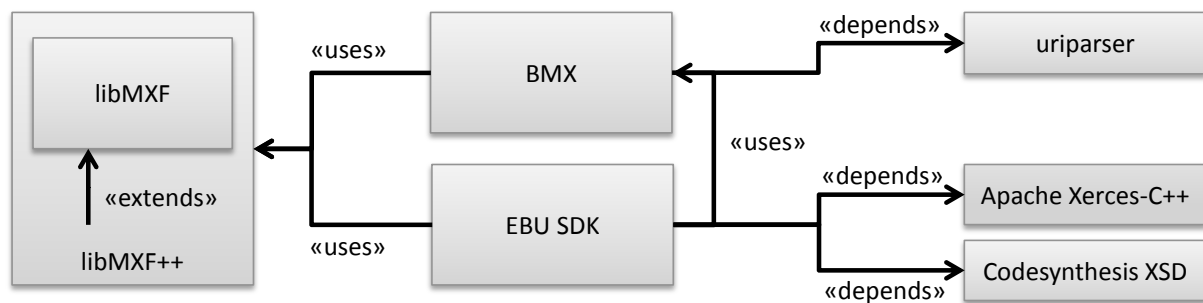 libMXF
«extends»
libMXF++
«uses»
«uses»
BMX
EBU SDK
«uses»
«depends»
uriparser
«depends»
Apache Xerces-C++
Codesynthesis XSD
«depends»